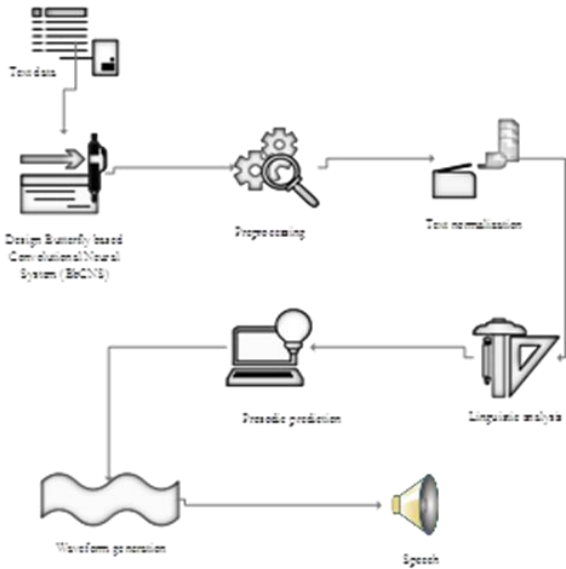 Text data
Design Butterfly based
Convolutional Neural
System (BbCNS)
Preprocessing
Text normalization
Linguistic analysis
Prosodic prediction
Waveform generation
Speech